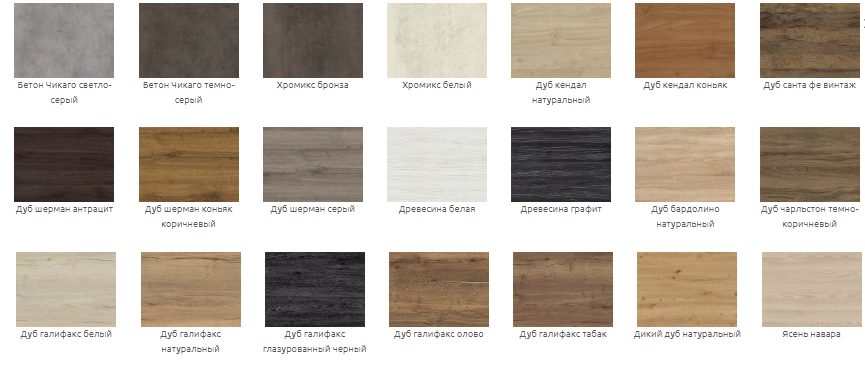 Бетон Чикаго светло-
серый
Бетон Чикаго темно-
серый
Хромикс бронза
Хромикс белый
Дуб кендал
натуральный
Дуб кендал коньяк
Дуб санта фе винтаж
Дуб шерман антрацит
Дуб шерман коньяк
коричневый
Дуб шерман серый
Древесина белая
Древесина графит
Дуб бардолино
натуральный
Дуб чарльстон темно-
коричневый
Дуб галифакс белый
Дуб галифакс
натуральный
Дуб галифакс
глазурованный черный
Дуб галифакс олово
Дуб галифакс табак
Дикий дуб натуральный
Ясень навара